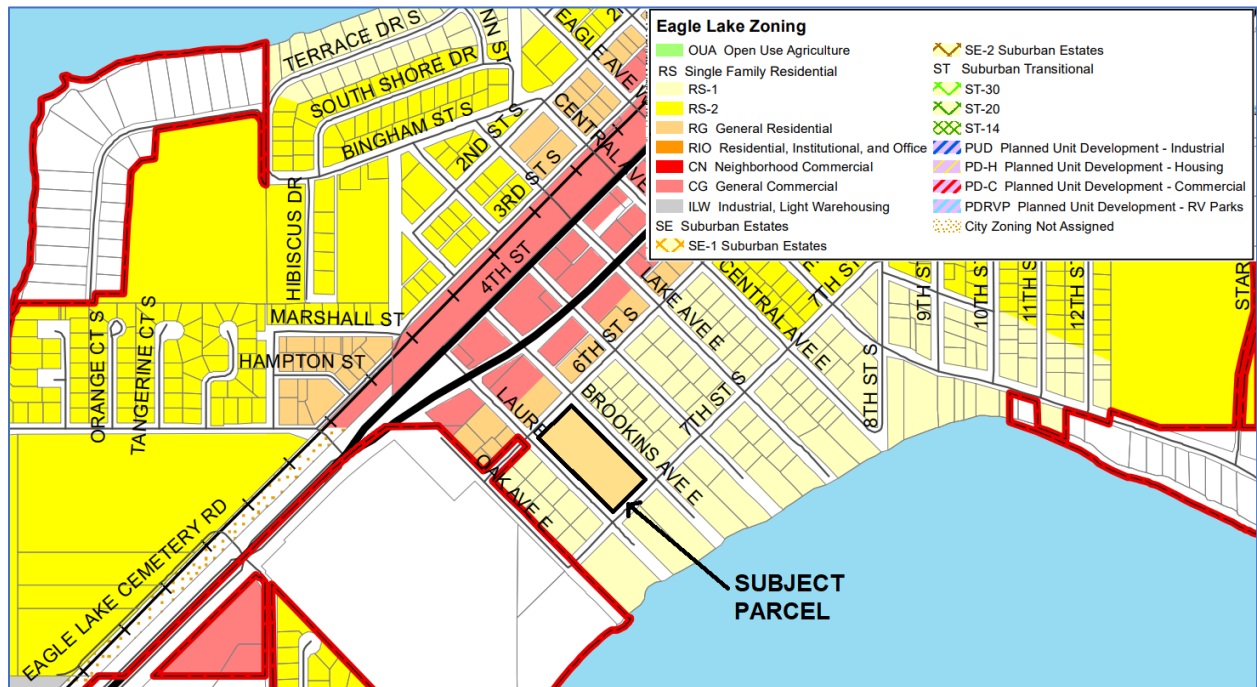 Eagle Lake Zoning
OUA Open Use Agriculture
RS Single Family Residential
RS-1
RS-2
RG General Residential
RIO Residential, Institutional, and Office
CN Neighborhood Commercial
CG General Commercial
ILW Industrial, Light Warehousing
SE Suburban Estates
SE-1 Suburban Estates
SE-2 Suburban Estates
ST Suburban Transitional
ST-30
ST-20
ST-14
PUD Planned Unit Development - Industrial
PD-H Planned Unit Development - Housing
PD-C Planned Unit Development - Commercial
PDRVP Planned Unit Development - RV Parks
City Zoning Not Assigned
TERRACE DR S
NN ST
EAGLE AVE W
SOUTH SHORE DR
BINGHAM ST S
CENTRAL AVE
2ND ST S
3RD ST S
HIBISCUS DR
4TH ST
MARSHALL ST
HAMPTON ST
ORANGE CT S
TANGERINE CT S
LAKE AVE E
CENTRAL AVE E
7TH ST
9TH ST
10TH ST
11TH ST
12TH ST
STAR
6TH ST S
8TH ST S
BROOKINS AVE E
7TH ST S
LAURE
OAK AVE E
EAGLE LAKE CEMETERY RD
SUBJECT
PARCEL